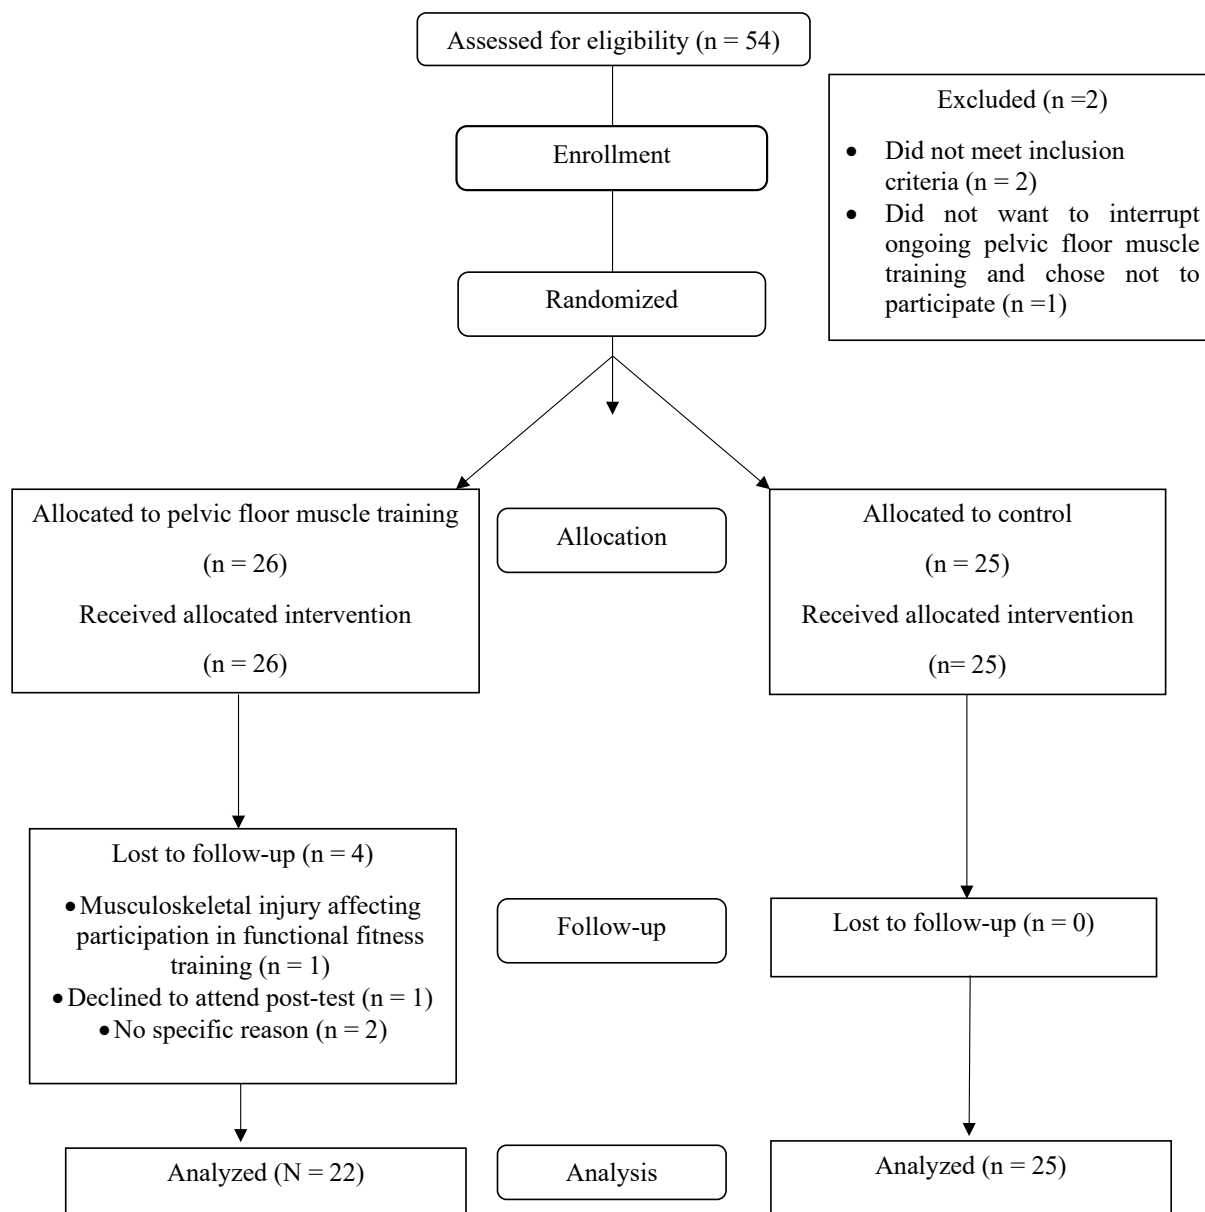 Assessed for eligibility (n = 54)
Excluded (n =2)
• Did not meet inclusion
criteria (n = 2)
• Did not want to interrupt
ongoing pelvic floor muscle
training and chose not to
participate (n =1)
Enrollment
Randomized
Allocated to pelvic floor muscle training
(n = 26)
Received allocated intervention
(n = 26)
Allocation
Allocated to control
(n = 25)
Received allocated intervention
(n= 25)
Lost to follow-up (n = 4)
• Musculoskeletal injury affecting
participation in functional fitness
training (n = 1)
• Declined to attend post-test (n = 1)
• No specific reason (n = 2)
Follow-up
Lost to follow-up (n = 0)
Analyzed (N = 22)
Analysis
Analyzed (n = 25)